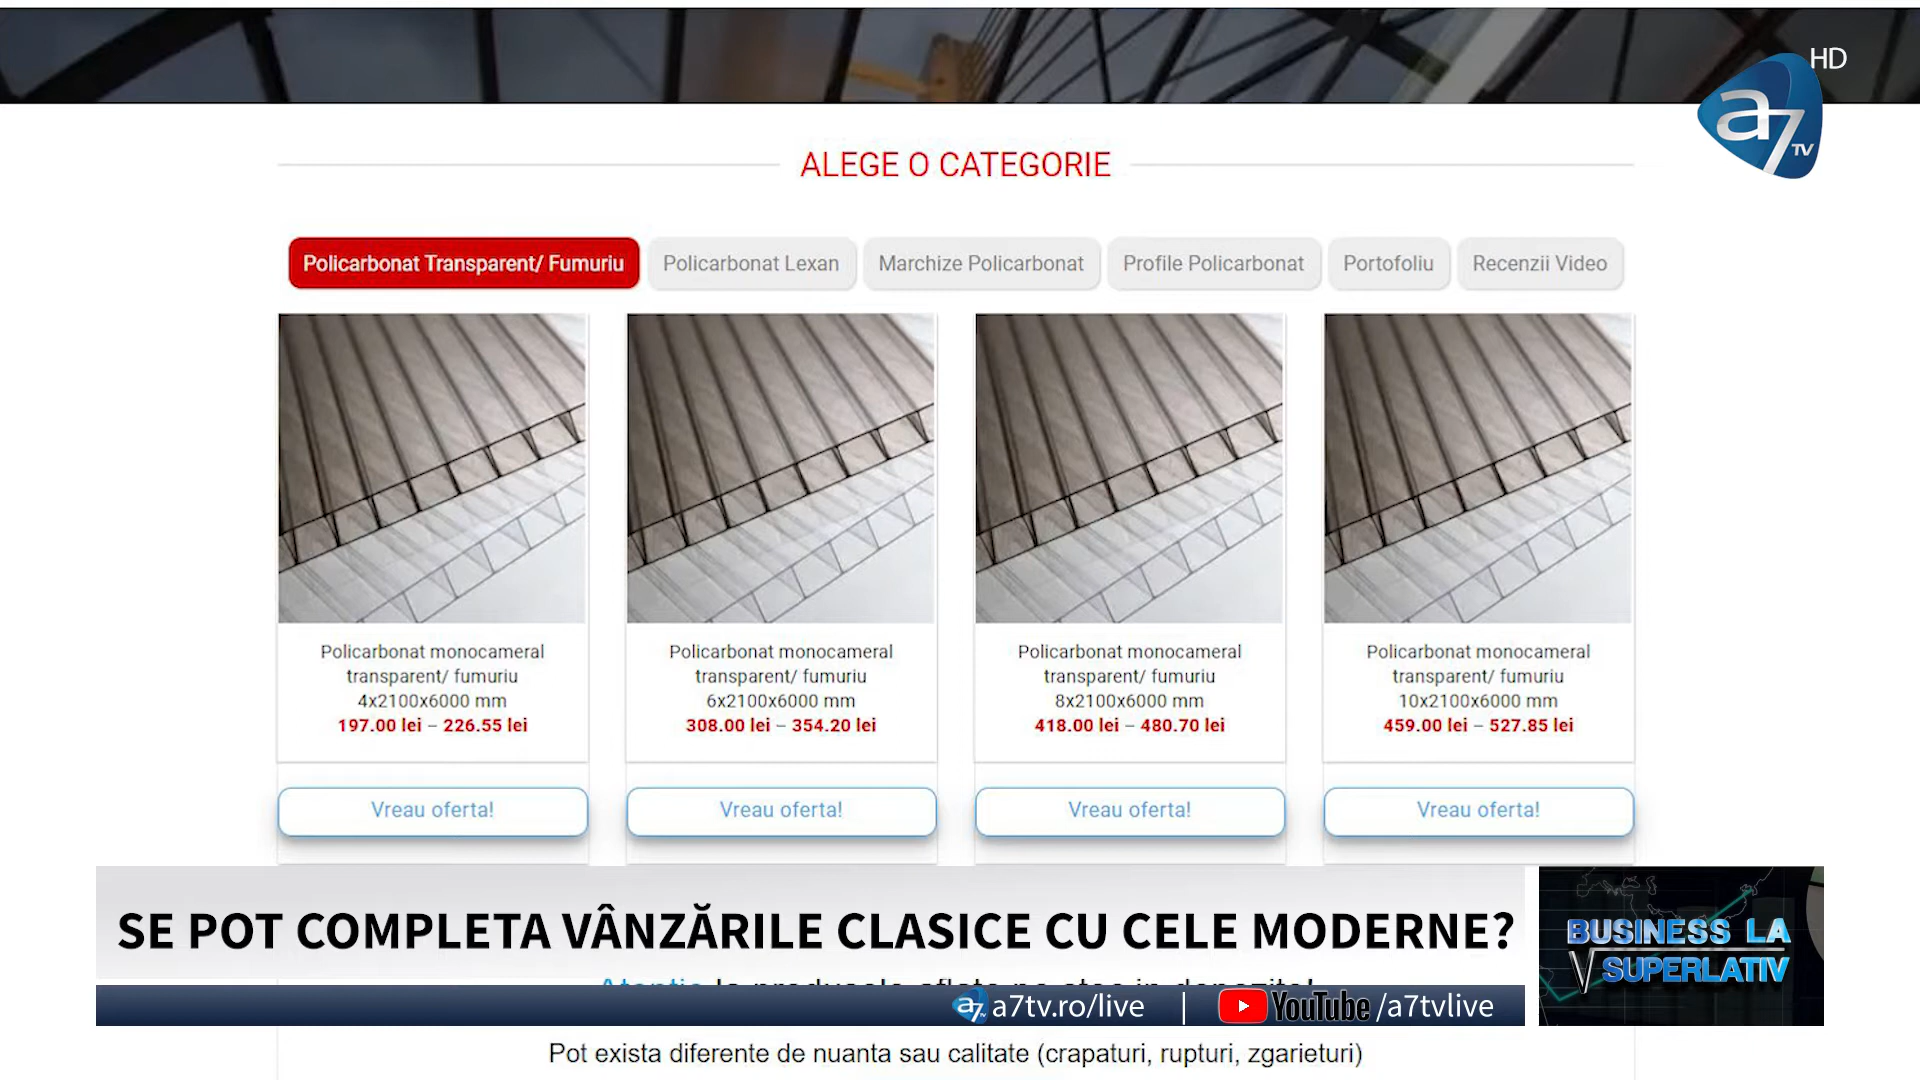 HD
a7 TV
ALEGE O CATEGORIE
Policarbonat Transparent/ Fumuriu
Policarbonat Lexan
Marchize Policarbonat
Profile Policarbonat
Portofoliu
Recenzii Video
Policarbonat monocameral
transparent/ fumuriu
4x2100x6000 mm
197.00 lei – 226.55 lei
Vreau oferta!
Policarbonat monocameral
transparent/ fumuriu
6x2100x6000 mm
308.00 lei – 354.20 lei
Vreau oferta!
Policarbonat monocameral
transparent/ fumuriu
8x2100x6000 mm
418.00 lei – 480.70 lei
Vreau oferta!
Policarbonat monocameral
transparent/ fumuriu
10x2100x6000 mm
459.00 lei – 527.85 lei
Vreau oferta!
SE POT COMPLETA VÂNZĂRILE CLASICE CU CELE MODERNE?
BUSINESS LA
SUPERLATIV
a7 TV a7tv.ro/live | YouTube /a7tvlive
Pot exista diferente de nuanta sau calitate (crapaturi, rupturi, zgarieturi)